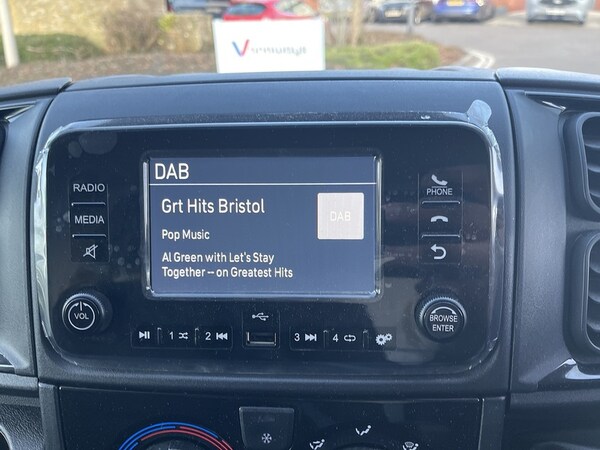 DAB
RADIO
Grt Hits Bristol
DAB
PHONE
MEDIA
Pop Music
Al Green with Let's Stay
Together -- on Greatest Hits
VOL
BROWSE
ENTER
1 2 3 4